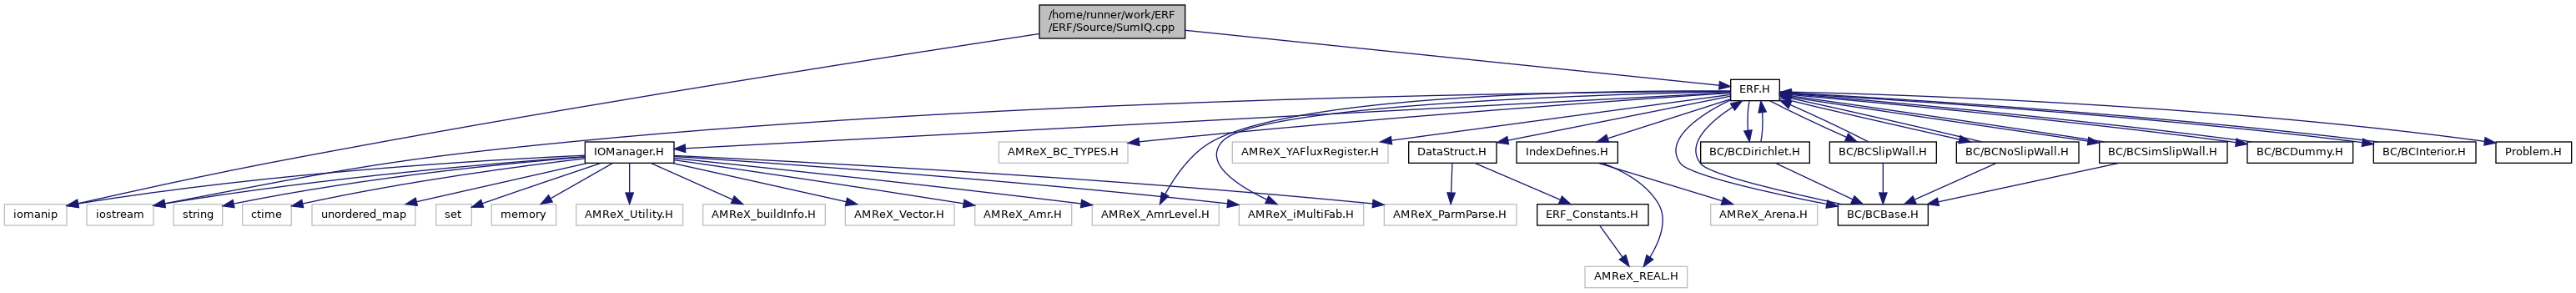 /home/runner/work/ERF
/ERF/Source/SumIQ.cpp
ERF.H
IOManager.H
AMReX_BC_TYPES.H
AMReX_YAFluxRegister.H
DataStruct.H
IndexDefines.H
BC/BCDirichlet.H
BC/BCSlipWall.H
BC/BCNoSlipWall.H
BC/BCSimSlipWall.H
BC/BCDummy.H
BC/BCInterior.H
Problem.H
iomanip
iostream
string
ctime
unordered_map
set
memory
AMReX_Utility.H
AMReX_buildInfo.H
AMReX_Vector.H
AMReX_Amr.H
AMReX_AmrLevel.H
AMReX_iMultiFab.H
AMReX_ParmParse.H
ERF_Constants.H
AMReX_Arena.H
BC/BCBase.H
AMReX_REAL.H